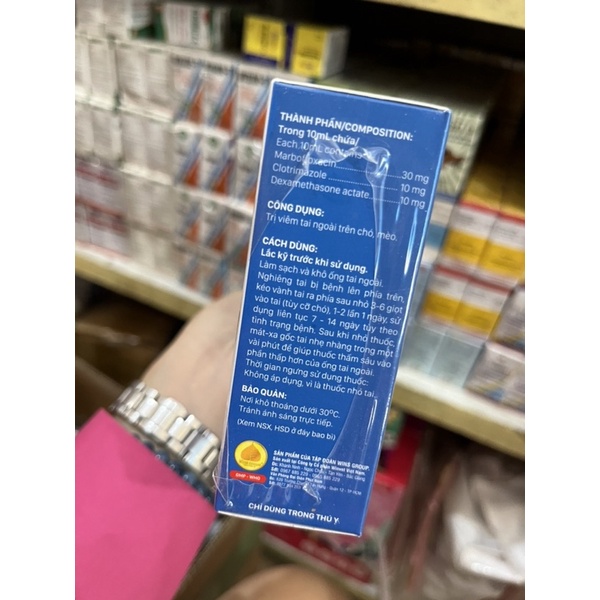 THÀNH PHẦN/COMPOSITION:
Trong 10mL chứa/
Each 10mL contains
Marbofloxacin 30 mg
Clotrimazole 10 mg
Dexamethasone actate 10 mg
CÔNG DỤNG:
Trị viêm tai ngoài trên chó, mèo.
CÁCH DÙNG:
Lắc kỹ trước khi sử dụng.
Làm sạch và khô ống tai ngoài.
Nghiêng tai bị bệnh lên phía trên,
kéo vành tai ra phía sau nhỏ 3-6 giọt
vào tai (tùy cỡ chó), 1-2 lần 1 ngày, sử
dụng liên tục 7 - 14 ngày tùy theo
tình trạng bệnh. Sau khi nhỏ thuốc,
mát-xa gốc tai nhẹ nhàng trong một
vài phút để giúp thuốc thấm sâu vào
phần thấp hơn của ống tai ngoài.
Thời gian ngưng sử dụng thuốc:
Không áp dụng, vì là thuốc nhỏ tai.
BẢO QUẢN:
Nơi khô thoáng dưới 30°C.
Tránh ánh sáng trực tiếp.
(Xem NSX, HSD ở đáy bao bì)
SẢN PHẨM CỦA TẬP ĐOÀN WINS GROUP
GMP - WHO
CHỈ DÙNG TRONG THÚ Y